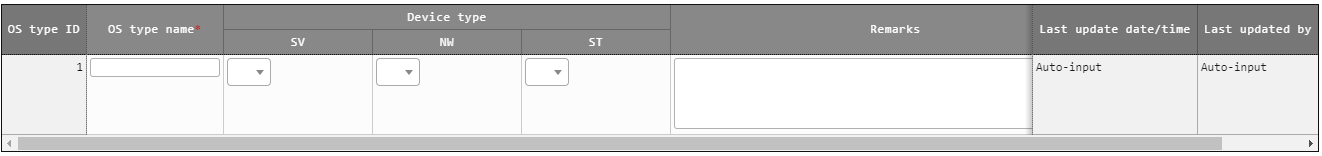 OS type ID
OS type name*
Device type
SV
NW
ST
Remarks
Last update date/time
Last updated by
1
Auto-input
Auto-input